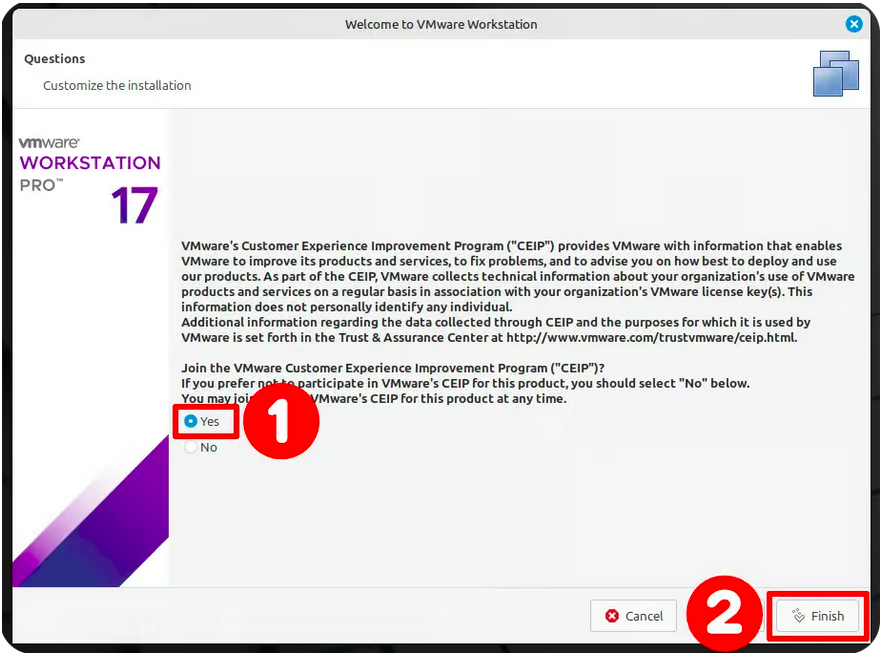 Welcome to VMware Workstation
Questions
Customize the installation
vmware®
WORKSTATION
PRO™
17
VMware's Customer Experience Improvement Program ("CEIP") provides VMware with information that enables
VMware to improve its products and services, to fix problems, and to advise you on how best to deploy and use
our products. As part of the CEIP, VMware collects technical information about your organization's use of VMware
products and services on a regular basis in association with your organization's VMware license key(s). This
information does not personally identify any individual.
Additional information regarding the data collected through CEIP and the purposes for which it is used by
VMware is set forth in the Trust & Assurance Center at http://www.vmware.com/trustvmware/ceip.html.
Join the VMware Customer Experience Improvement Program ("CEIP")?
If you prefer not to participate in VMware's CEIP for this product, you should select "No" below.
You may join VMware's CEIP for this product at any time.
Yes
1
No
Cancel
2
Finish